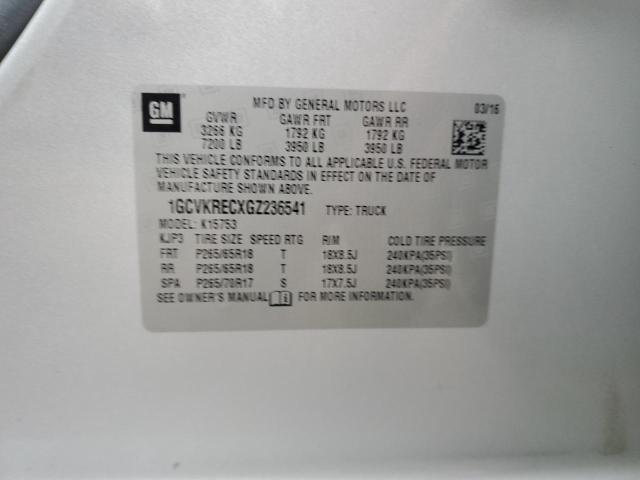 GM
MFD BY GENERAL MOTORS LLC 03/16
GVWR GAWR FRT GAWR RR
3266 KG 1792 KG 1792 KG
7200 LB 3950 LB 3950 LB
THIS VEHICLE CONFORMS TO ALL APPLICABLE U.S. FEDERAL MOTOR
VEHICLE SAFETY STANDARDS IN EFFECT ON THE DATE OF
MANUFACTURE SHOWN ABOVE.
1GCVKRECXGZ236541 TYPE: TRUCK
MODEL: K15753
KJP3 TIRE SIZE SPEED RTG RIM COLD TIRE PRESSURE
FRT P265/65R18 T 18X8.5J 240KPA(35PSI)
RR P265/65R18 T 18X8.5J 240KPA(35PSI)
SPA P265/70R17 S 17X7.5J 240KPA(35PSI)
SEE OWNER'S MANUAL FOR MORE INFORMATION.